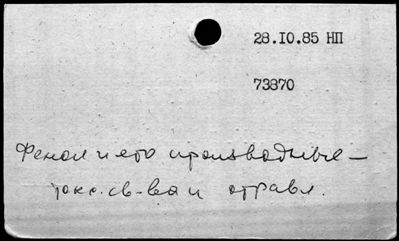 28.10.85 НП
73870
Фенол и его производные –
токс. св-ва и отравл.